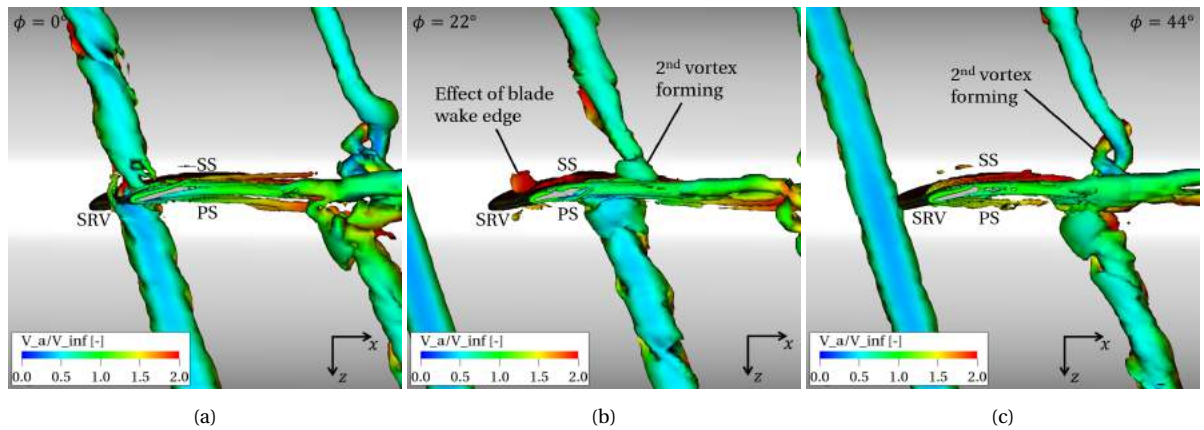 ϕ = 0°
SS
SRV
PS
V_a/V_inf [-]
0.0 0.5 1.0 1.5 2.0
x
z
(a)
ϕ = 22°
2nd vortex
forming
Effect of blade
wake edge
SS
SRV
PS
V_a/V_inf [-]
0.0 0.5 1.0 1.5 2.0
x
z
(b)
ϕ = 44°
2nd vortex
forming
SS
SRV
PS
V_a/V_inf [-]
0.0 0.5 1.0 1.5 2.0
x
z
(c)